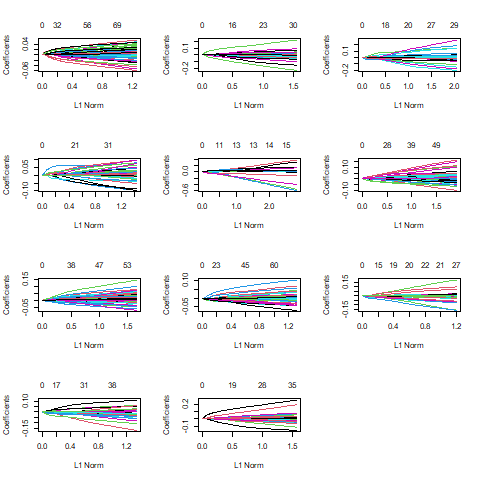 0 32 56 69
0.04
-0.06
Coefficients
0.0 0.4 0.8 1.2
L1 Norm
0 16 23 30
0.1
-0.2
Coefficients
0.0 0.5 1.0 1.5
L1 Norm
0 18 20 27 29
0.1
-0.2
Coefficients
0.0 0.5 1.0 1.5 2.0
L1 Norm
0 21 31
0.05
-0.10
Coefficients
0.0 0.4 0.8 1.2
L1 Norm
0 11 13 13 14 15
0.0
-0.6
Coefficients
0.0 1.0 2.0
L1 Norm
0 28 39 49
0.10
-0.10
Coefficients
0.0 0.5 1.0 1.5
L1 Norm
0 38 47 53
0.15
-0.05
Coefficients
0.0 0.5 1.0 1.5
L1 Norm
0 23 45 60
0.10
-0.05
Coefficients
0.0 0.4 0.8 1.2
L1 Norm
0 15 19 20 22 21 27
0.15
-0.15
Coefficients
0.0 0.4 0.8 1.2
L1 Norm
0 17 31 38
0.10
-0.15
Coefficients
0.0 0.4 0.8 1.2
L1 Norm
0 19 28 35
0.2
-0.1
Coefficients
0.0 0.5 1.0 1.5
L1 Norm